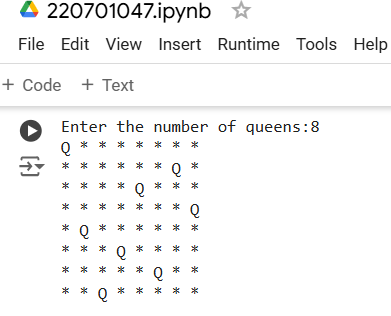 220701047.ipynb
File Edit View Insert Runtime Tools Help
+ Code + Text
Enter the number of queens:8
Q * * * * * * *
* * * * * * Q *
* * * * Q * * *
* * * * * * * Q
* Q * * * * * *
* * * Q * * * *
* * * * * Q * *
* * Q * * * * *